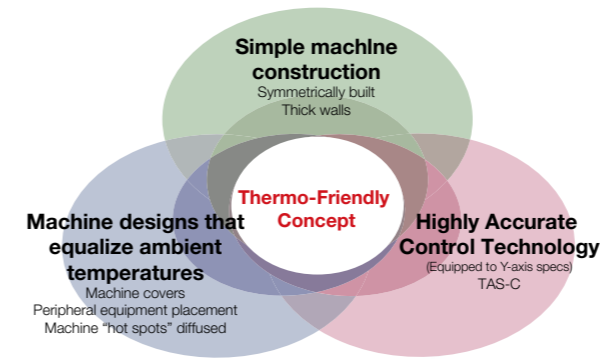 Simple machIne
construction
Symmetrically built
Thick walls
Thermo-Friendly
Concept
Machine designs that
equalize ambient
temperatures
Machine covers
Peripheral equipment placement
Machine “hot spots” diffused
Highly Accurate
Control Technology
(Equipped to Y-axis specs)
TAS-C